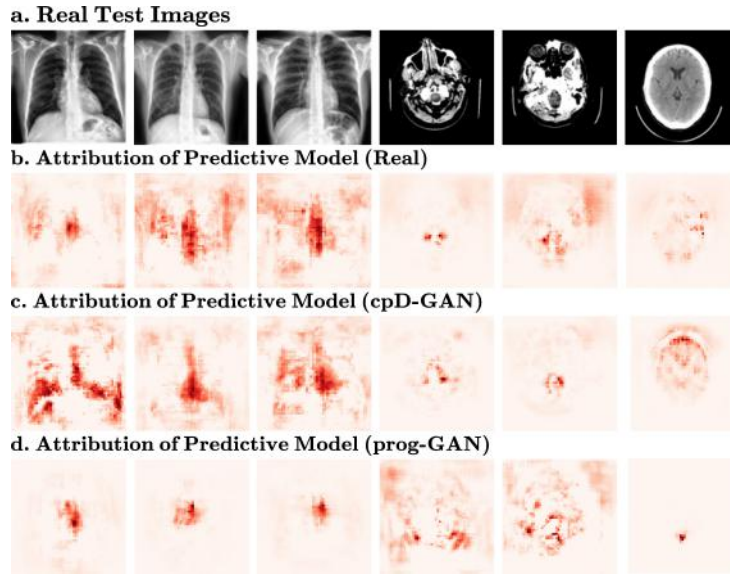 a. Real Test Images
b. Attribution of Predictive Model (Real)
c. Attribution of Predictive Model (cpD-GAN)
d. Attribution of Predictive Model (prog-GAN)